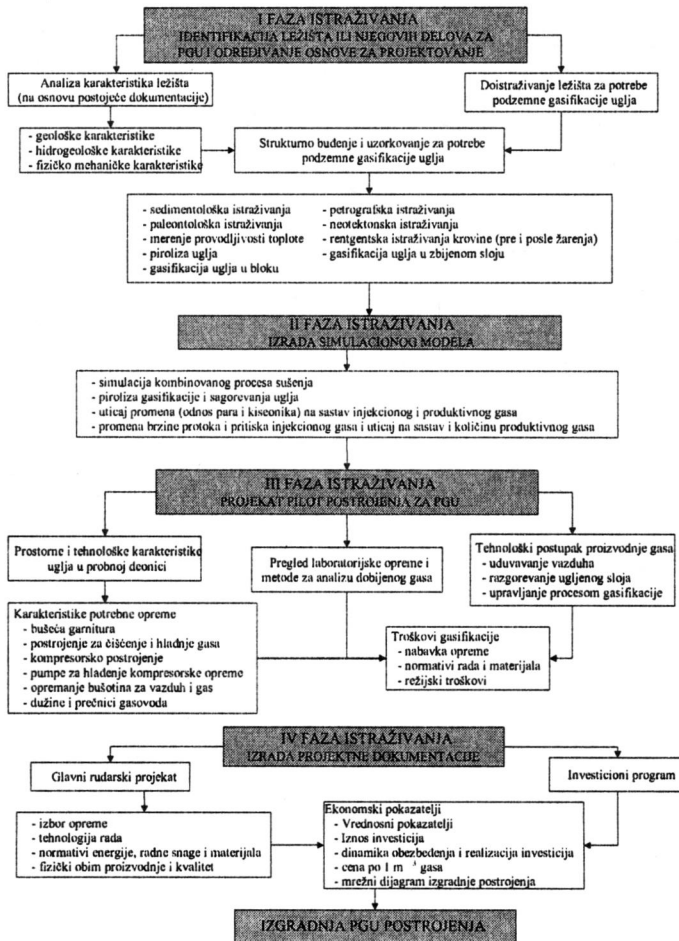 I FAZA ISTRAŽIVANJA
IDENTIFIKACIJA LEŽIŠTA ILI NJEGOVIH DELOVA ZA
PGU I ODREĐIVANJE OSNOVE ZA PROJEKTOVANJE
Analiza karakteristika ležišta
(na osnovu postojeće dokumentacije)
Doistraživanje ležišta za potrebe
podzemne gasifikacije uglja
- geološke karakteristike
- hidrogeološke karakteristike
- fizičko mehaničke karakteristike
Strukturno bušenje i uzorkovanje za potrebe
podzemne gasifikacije uglja
- sedimentološka istraživanja
- paleontološka istraživanja
- merenje provodljivosti toplote
- piroliza uglja
- gasifikacija uglja u bloku
- petrografska istraživanja
- neotektonska istraživanja
- rentgentska istraživanja krovine (pre i posle žarenja)
- gasifikacija uglja u zbijenom sloju
II FAZA ISTRAŽIVANJA
IZRADA SIMULACIONOG MODELA
- simulacija kombinovanog procesa sušenja
- piroliza gasifikacije i sagorevanja uglja
- uticaj promena (odnos para i kiseonika) na sastav injekcionog i produktivnog gasa
- promena brzine protoka i pritiska injekcionog gasa i uticaj na sastav i količinu produktivnog gasa
III FAZA ISTRAŽIVANJA
PROJEKAT PILOT POSTROJENJA ZA PGU
Prostorne i tehnološke karakteristike
uglja u probnoj deonici
Pregled laboratorijske opreme i
metode za analizu dobijenog gasa
Tehnološki postupak proizvodnje gasa
- uduvavanje vazduha
- razgorevanje ugljenog sloja
- upravljanje procesom gasifikacije
Karakteristike potrebne opreme
- bušeća garnitura
- postrojenje za čišćenje i hladnje gasa
- kompresorsko postrojenje
- pumpe za hlađenje kompresorske opreme
- opremanje bušotina za vazduh i gas
- dužine i prečnici gasovoda
Troškovi gasifikacije
- nabavka opreme
- normativi rada i materijala
- režijski troškovi
IV FAZA ISTRAŽIVANJA
IZRADA PROJEKTNE DOKUMENTACIJE
Glavni rudarski projekat
Investicioni program
- izbor opreme
- tehnologija rada
- normativi energije, radne snage i materijala
- fizički obim proizvodnje i kvalitet
Ekonomski pokazatelji
- Vrednosni pokazatelji
- Iznos investicija
- dinamika obezbeđenja i realizacija investicija
- cena po 1 m³ gasa
- mrežni dijagram izgradnje postrojenja
IZGRADNJA PGU POSTROJENJA